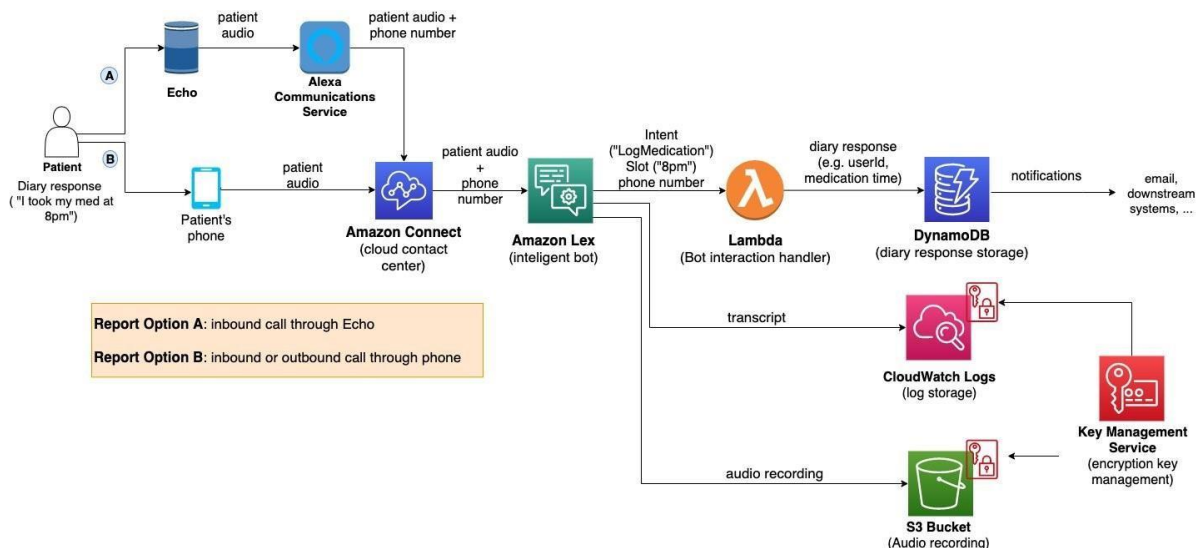 patient
audio
patient audio +
phone number
A
Echo
Alexa
Communications
Service
B
Patient
Diary response
( "I took my med at
8pm")
Patient's
phone
patient
audio
Amazon Connect
(cloud contact
center)
patient audio
+
phone
number
Amazon Lex
(inteligent bot)
Intent
("LogMedication")
Slot ("8pm")
phone number
Lambda
(Bot interaction handler)
diary response
(e.g. userId,
medication time)
DynamoDB
(diary response storage)
notifications
email,
downstream
systems, ...
Report Option A: inbound call through Echo
Report Option B: inbound or outbound call through phone
transcript
CloudWatch Logs
(log storage)
Key Management
Service
(encryption key
management)
audio recording
S3 Bucket
(Audio recording)